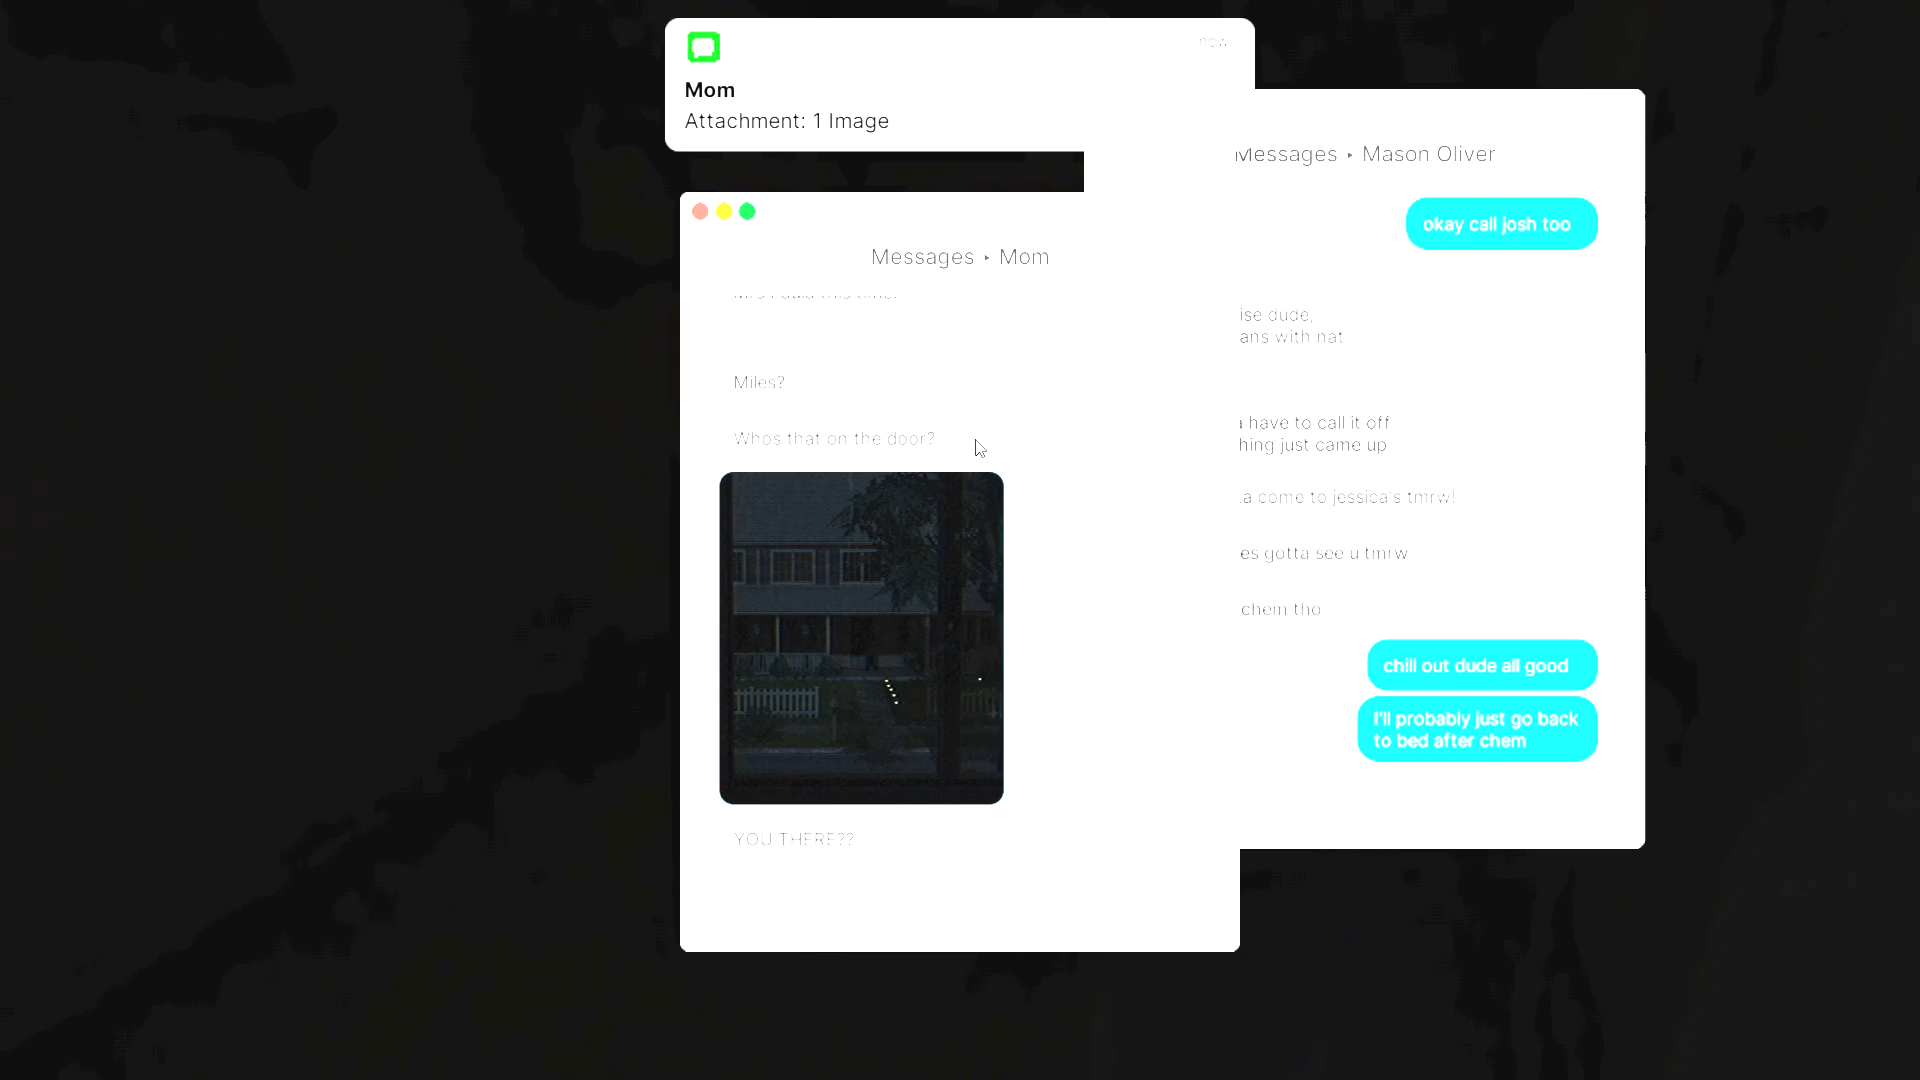 now
Mom
Attachment: 1 Image
Messages ‣ Mom
Miles?
Whos that on the door?
YOU THERE??
Messages ‣ Mason Oliver
okay call josh too
ise dude,
ans with nat
have to call it off
hing just came up
a come to jessica's tmrw!
es gotta see u tmrw
chem tho
chill out dude all good
I'll probably just go back
to bed after chem